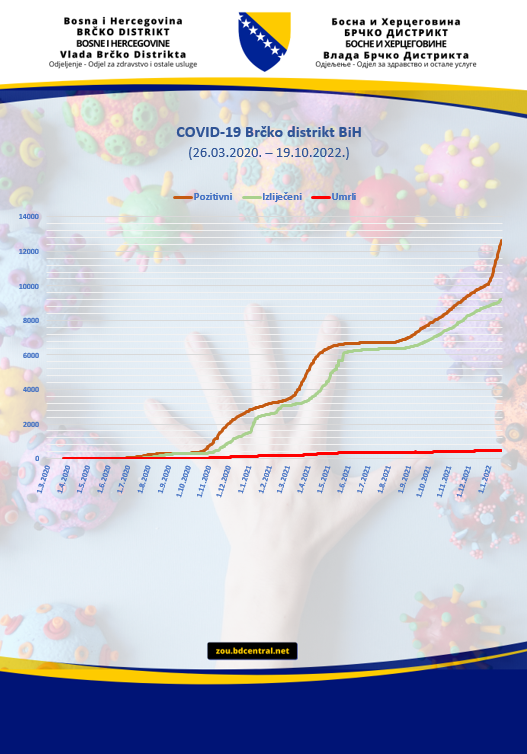 Bosna i Hercegovina
BRČKO DISTRIKT
BOSNE I HERCEGOVINE
Vlada Brčko Distrikta
Odjeljenje - Odjel za zdravstvo i ostale usluge
Босна и Херцеговина
БРЧКО ДИСТРИКТ
БОСНЕ И ХЕРЦЕГОВИНЕ
Влада Брчко Дистрикта
Одјељење - Одјел за здравство и остале услуге
COVID-19 Brčko distrikt BiH
(26.03.2020. – 19.10.2022.)
Pozitivni Izliječeni Umrli
14000
12000
10000
8000
6000
4000
2000
0
1.3.2020 1.4.2020 1.5.2020 1.6.2020 1.7.2020 1.8.2020 1.9.2020 1.10.2020 1.11.2020 1.12.2020 1.1.2021 1.2.2021 1.3.2021 1.4.2021 1.5.2021 1.6.2021 1.7.2021 1.8.2021 1.9.2021 1.10.2021 1.11.2021 1.12.2021 1.1.2022
zou.bdcentral.net